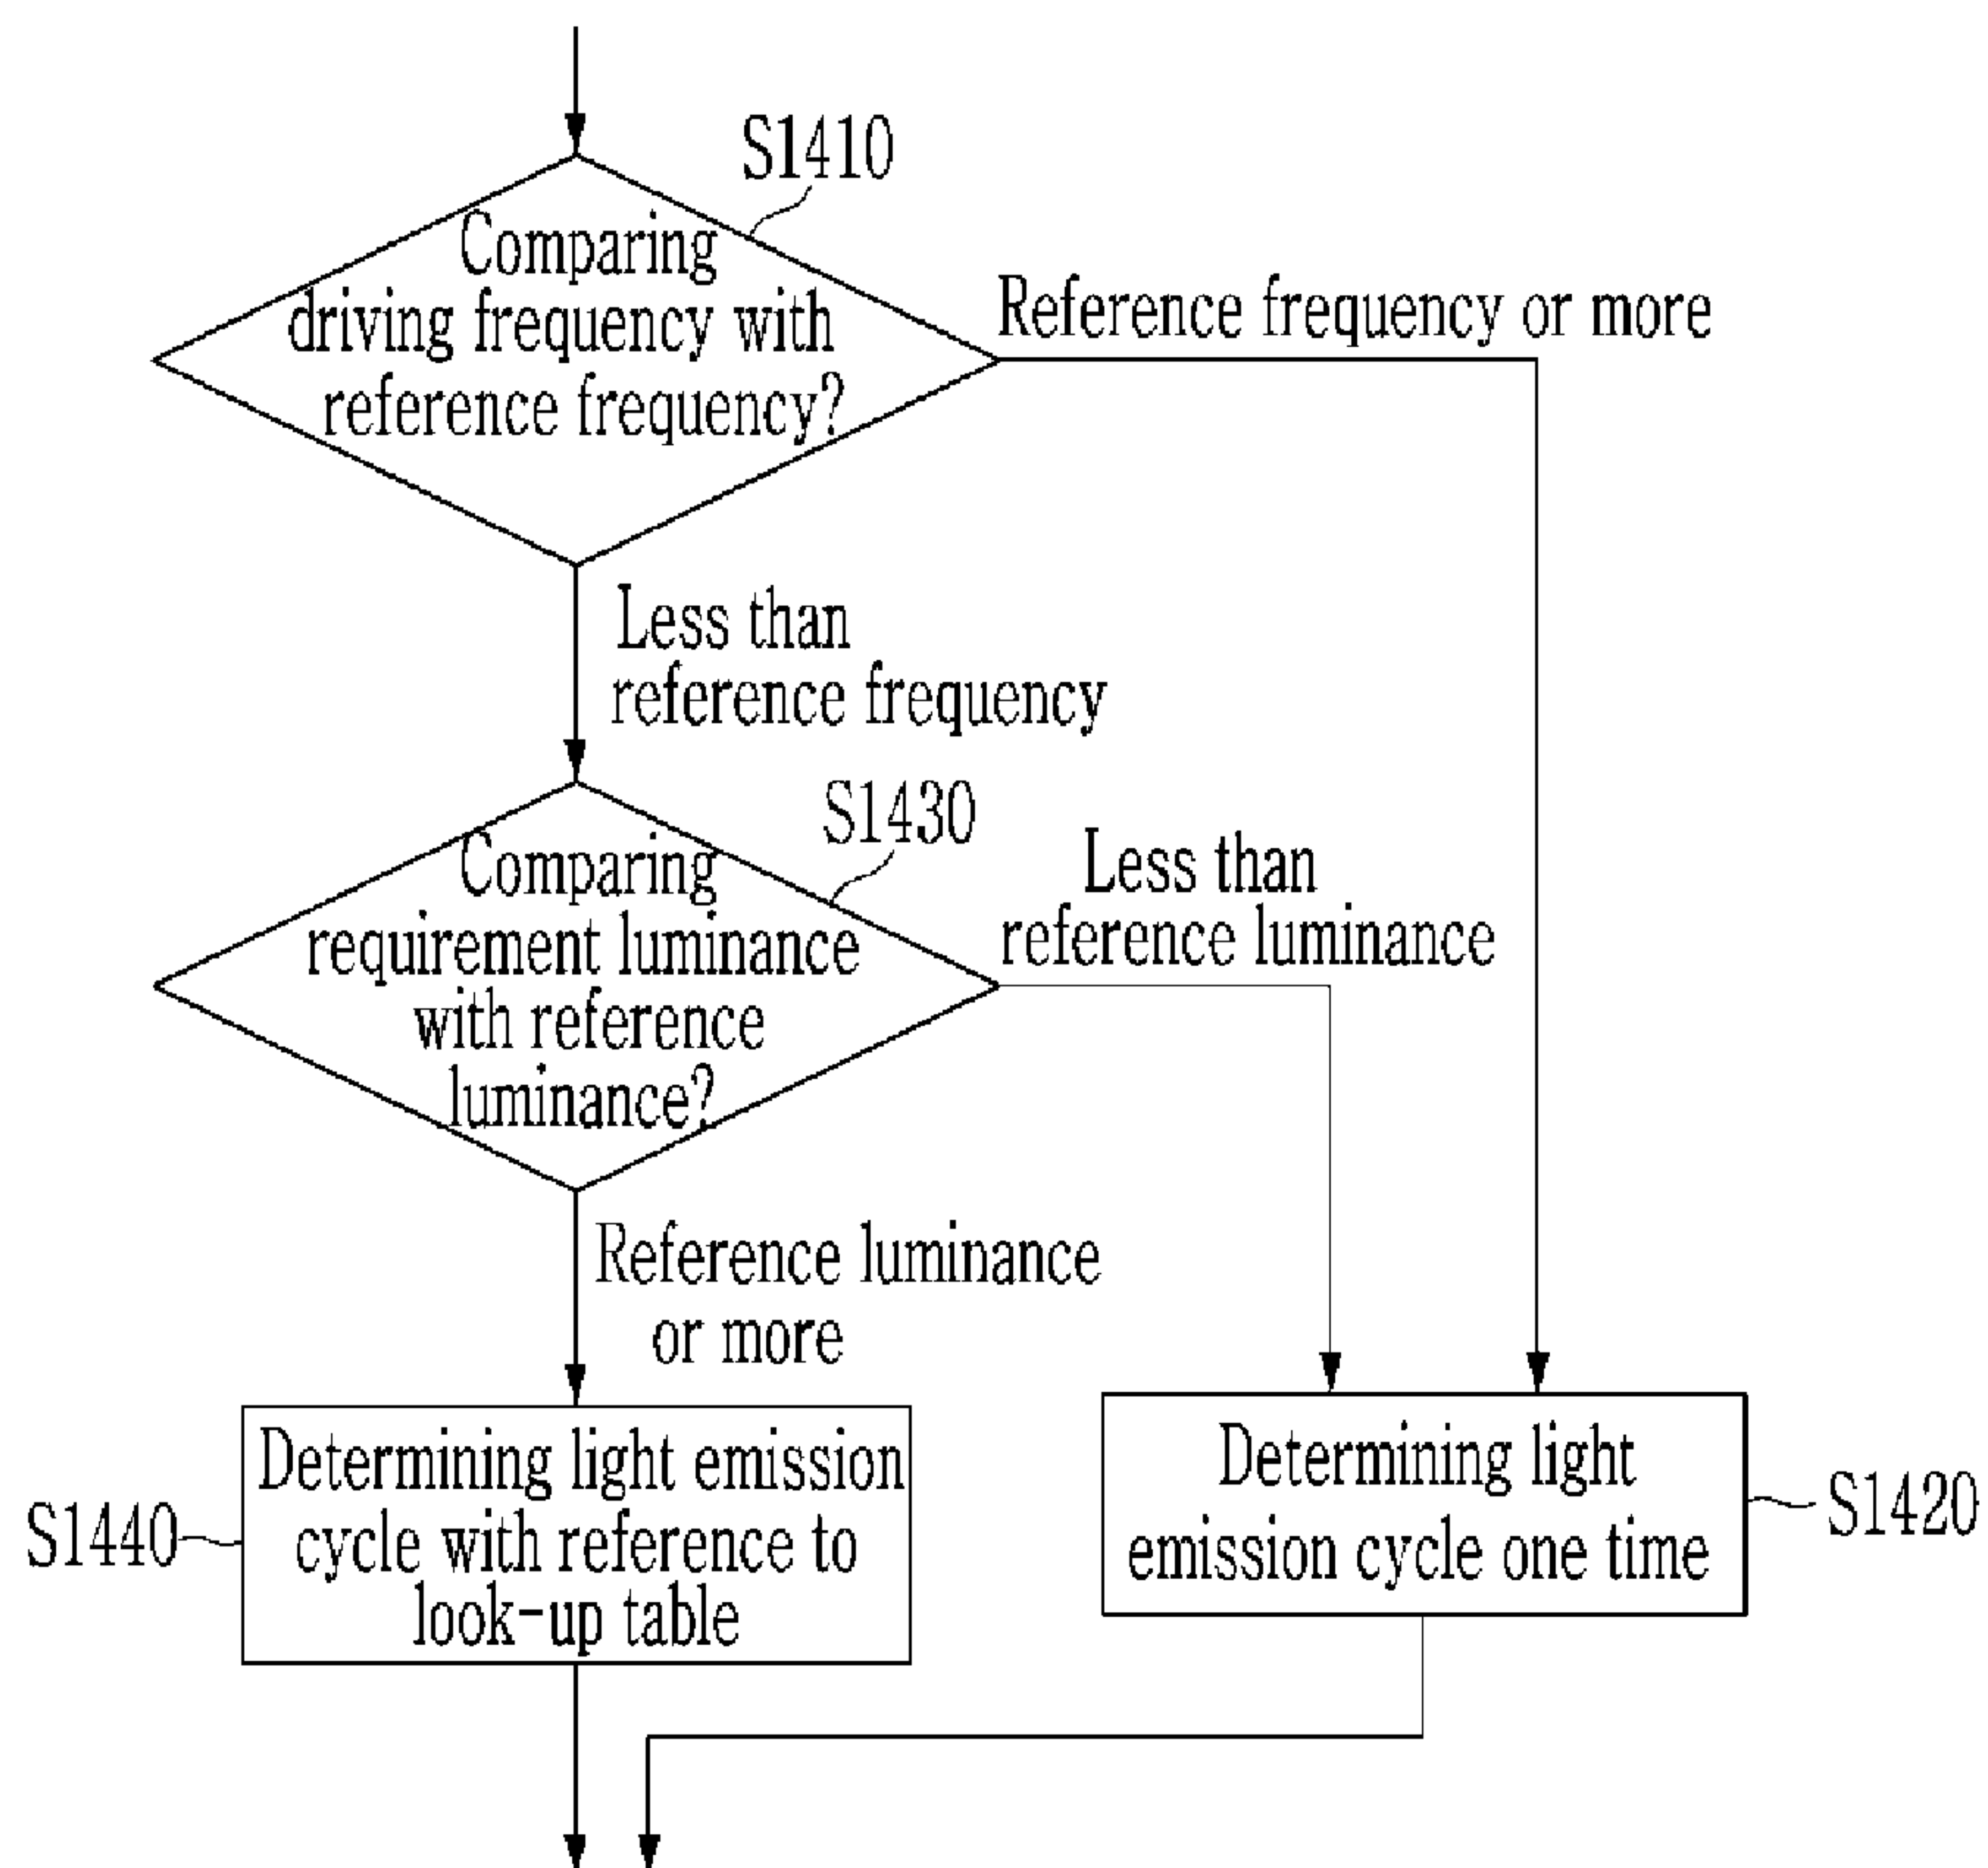 S1410
Comparing
driving frequency with
reference frequency?
Reference frequency or more
Less than
reference frequency
S1430
Comparing
requirement luminance
with reference
luminance?
Less than
reference luminance
Reference luminance
or more
S1440
Determining light emission
cycle with reference to
look-up table
Determining light
emission cycle one time
S1420